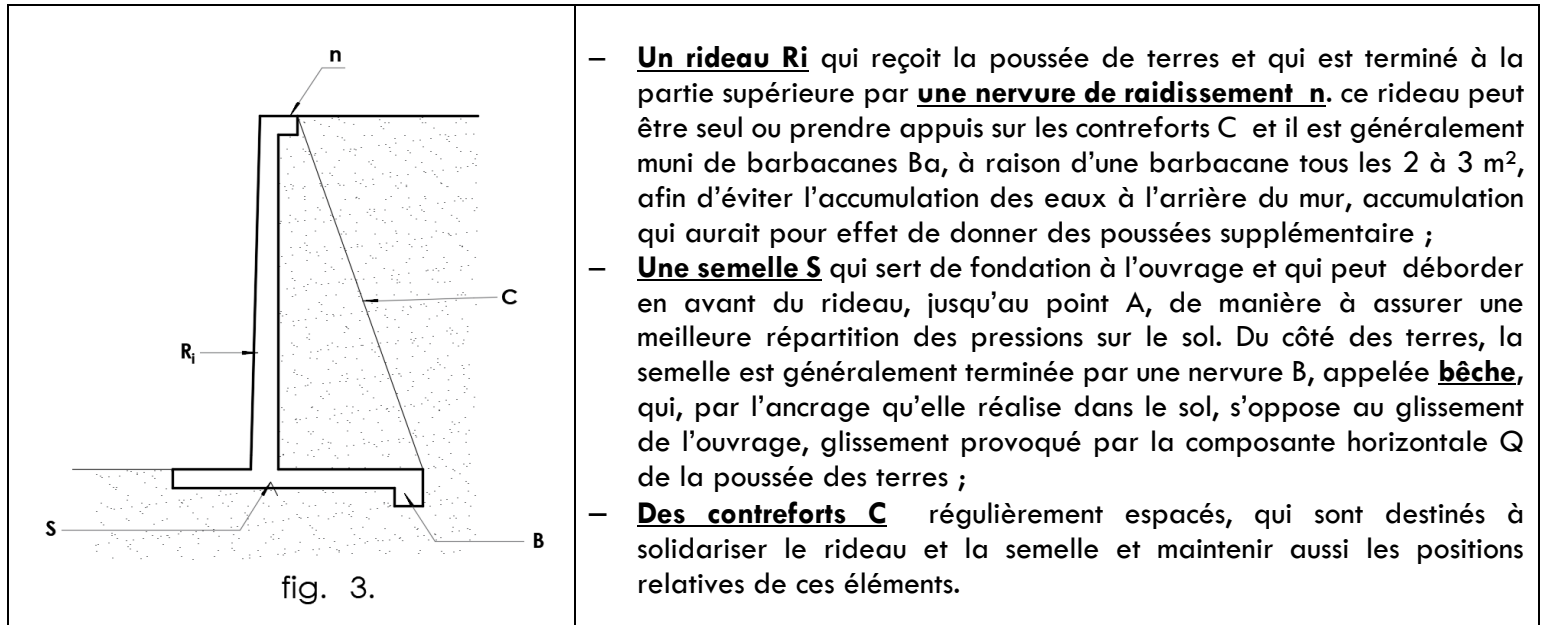 n
C
Ri
S
B
fig. 3.
– Un rideau Ri qui reçoit la poussée de terres et qui est terminé à la
partie supérieure par une nervure de raidissement n. ce rideau peut
être seul ou prendre appuis sur les contreforts C et il est généralement
muni de barbacanes Ba, à raison d’une barbacane tous les 2 à 3 m²,
afin d’éviter l’accumulation des eaux à l’arrière du mur, accumulation
qui aurait pour effet de donner des poussées supplémentaire ;
– Une semelle S qui sert de fondation à l’ouvrage et qui peut déborder
en avant du rideau, jusqu’au point A, de manière à assurer une
meilleure répartition des pressions sur le sol. Du côté des terres, la
semelle est généralement terminée par une nervure B, appelée bêche,
qui, par l’ancrage qu’elle réalise dans le sol, s’oppose au glissement
de l’ouvrage, glissement provoqué par la composante horizontale Q
de la poussée des terres ;
– Des contreforts C régulièrement espacés, qui sont destinés à
solidariser le rideau et la semelle et maintenir aussi les positions
relatives de ces éléments.